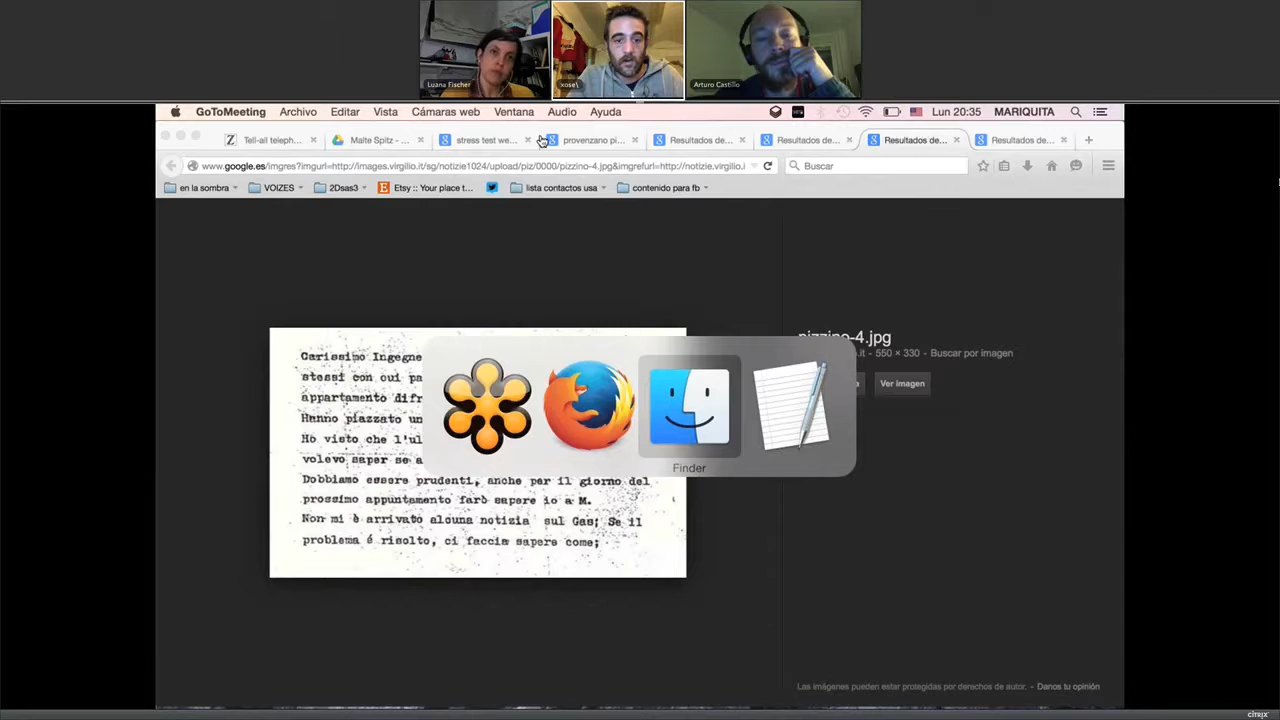 Luana Fischer
xose\
Arturo Castillo
GoToMeeting Archivo Editar Vista Cámaras web Ventana Audio Ayuda
Lun 20:35 MARIQUITA
Tell-all teleph...
Malte Spitz - ...
stress test we...
provenzano pi...
Resultados de...
Resultados de...
Resultados de...
Resultados de...
www.google.es/imgres?imgurl=http://images.virgilio.it/sg/notizie1024/upload/piz/0000/pizzino-4.jpg&imgrefurl=http://notizie.virgilio.i
Buscar
en la sombra
VOIZES
2Dsas3
Etsy :: Your place t...
lista contactos usa
contenido para fb
Carissimo Ingegne
stessi con cui pa
appartamento difr
Hanno piazzato un
Ho visto che l'ul
volevo saper se a
Dobbiamo essere prudenti, anche per il giorno del
prossimo appuntamento farò sapere io a M.
Non mi è arrivato alcuna notizia sul Gas; Se il
problema é risolto, ci faccia sapere come;
pizzino-4.jpg
550 × 330 - Buscar por imagen
Ver imagen
Finder
Las imágenes pueden estar protegidas por derechos de autor. - Danos tu opinión
CITRIX